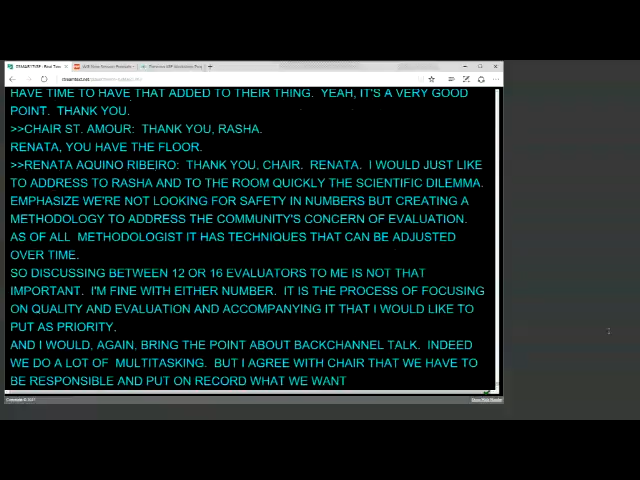 HAVE TIME TO HAVE THAT ADDED TO THEIR THING.  YEAH, IT'S A VERY GOOD
POINT.  THANK YOU.
>>CHAIR ST. AMOUR:  THANK YOU, RASHA.
RENATA, YOU HAVE THE FLOOR.
>>RENATA AQUINO RIBEIRO:  THANK YOU, CHAIR.  RENATA.  I WOULD JUST LIKE
TO ADDRESS TO RASHA AND TO THE ROOM QUICKLY THE SCIENTIFIC DILEMMA.
EMPHASIZE WE'RE NOT LOOKING FOR SAFETY IN NUMBERS BUT CREATING A
METHODOLOGY TO ADDRESS THE COMMUNITY'S CONCERN OF EVALUATION.
AS OF ALL  METHODOLOGIST IT HAS TECHNIQUES THAT CAN BE ADJUSTED
OVER TIME.
SO DISCUSSING BETWEEN 12 OR 16 EVALUATORS TO ME IS NOT THAT
IMPORTANT.  I'M FINE WITH EITHER NUMBER.  IT IS THE PROCESS OF FOCUSING
ON QUALITY AND EVALUATION AND ACCOMPANYING IT THAT I WOULD LIKE TO
PUT AS PRIORITY.
AND I WOULD, AGAIN, BRING THE POINT ABOUT BACKCHANNEL TALK.  INDEED
WE DO A LOT OF  MULTITASKING.  BUT I AGREE WITH CHAIR THAT WE HAVE TO
BE RESPONSIBLE AND PUT ON RECORD WHAT WE WANT